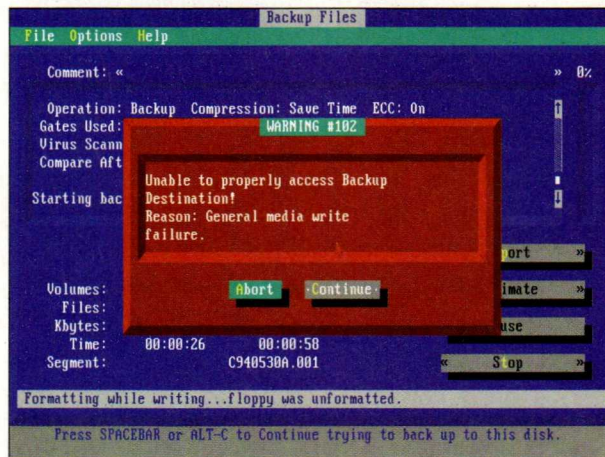 Backup Files
File Options Help
Comment: « » 0%
Operation: Backup Compression: Save Time ECC: On
Gates Used:
Virus Scann
Compare Aft
Starting bac
WARNING #102
Unable to properly access Backup
Destination!
Reason: General media write
failure.
Abort Continue
port »
Volumes: imate »
Files:
Kbytes: use
Time: 00:00:26 00:00:58
Segment: C940530A.001 « Stop »
Formatting while writing...floppy was unformatted.
Press SPACEBAR or ALT-C to Continue trying to back up to this disk.